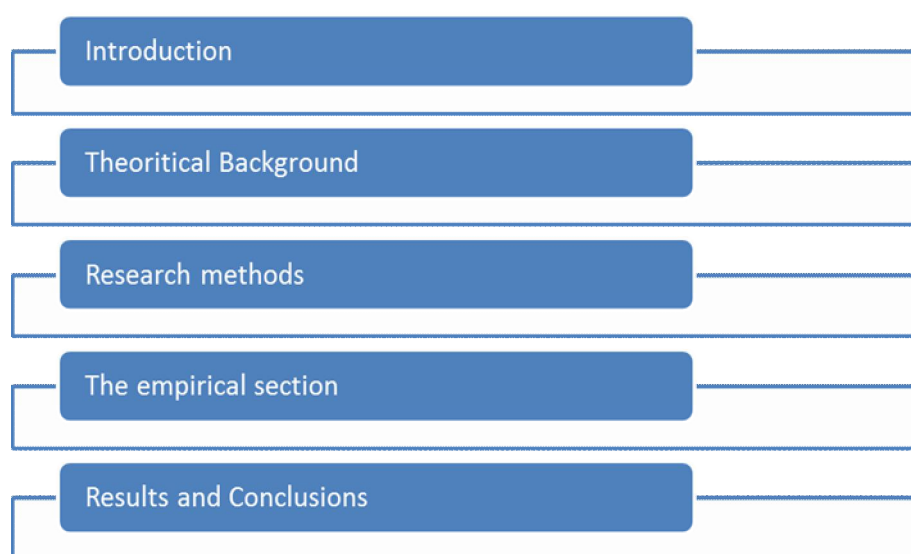 Introduction
Theoritical Background
Research methods
The empirical section
Results and Conclusions